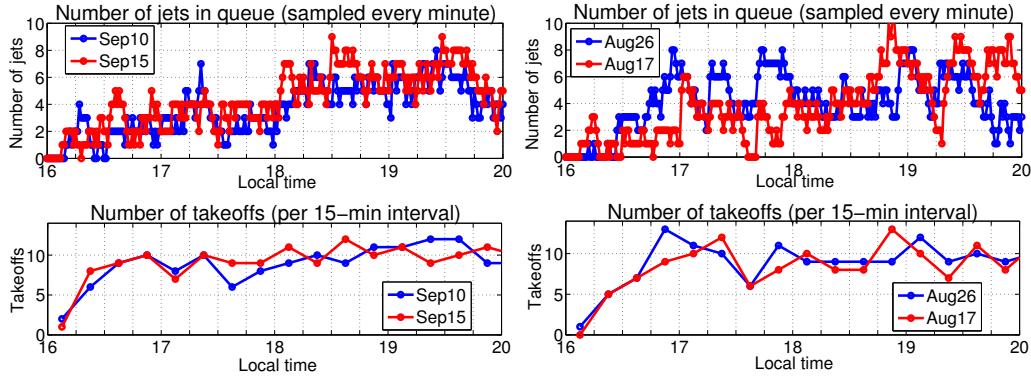 Number of jets in queue (sampled every minute)
Number of jets
10
8
6
4
2
0
Sep10
Sep15
16 17 18 19 20
Local time
Number of jets in queue (sampled every minute)
Number of jets
10
8
6
4
2
0
Aug26
Aug17
16 17 18 19 20
Local time
Number of takeoffs (per 15−min interval)
Takeoffs
10
5
0
Sep10
Sep15
16 17 18 19 20
Local time
Number of takeoffs (per 15−min interval)
Takeoffs
10
5
0
Aug26
Aug17
16 17 18 19 20
Local time